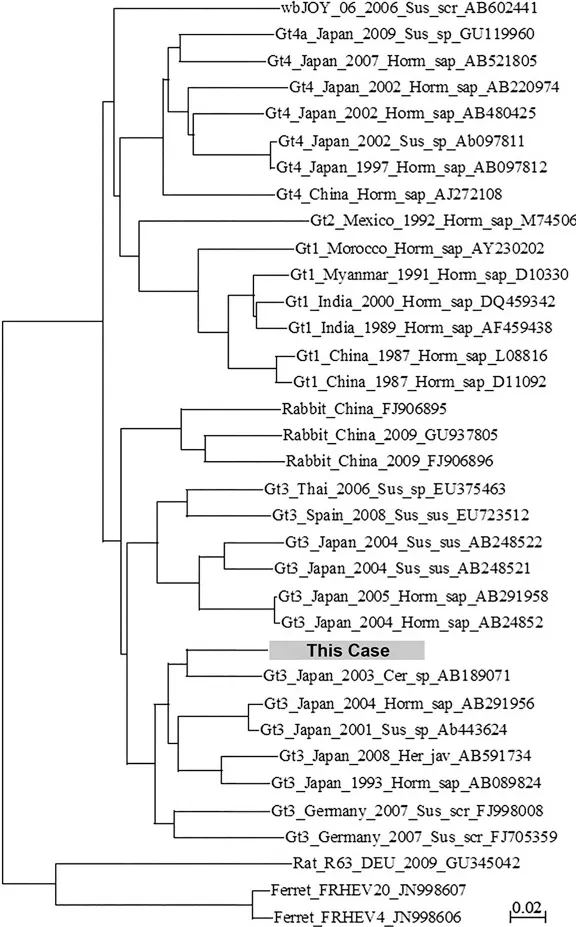 wbJOY_06_2006_Sus_scr_AB602441
Gt4a_Japan_2009_Sus_sp_GU119960
Gt4_Japan_2007_Horm_sap_AB521805
Gt4_Japan_2002_Horm_sap_AB220974
Gt4_Japan_2002_Horm_sap_AB480425
Gt4_Japan_2002_Sus_sp_Ab097811
Gt4_Japan_1997_Horm_sap_AB097812
Gt4_China_Horm_sap_AJ272108
Gt2_Mexico_1992_Horm_sap_M74506
Gt1_Morocco_Horm_sap_AY230202
Gt1_Myanmar_1991_Horm_sap_D10330
Gt1_India_2000_Horm_sap_DQ459342
Gt1_India_1989_Horm_sap_AF459438
Gt1_China_1987_Horm_sap_L08816
Gt1_China_1987_Horm_sap_D11092
Rabbit_China_FJ906895
Rabbit_China_2009_GU937805
Rabbit_China_2009_FJ906896
Gt3_Thai_2006_Sus_sp_EU375463
Gt3_Spain_2008_Sus_sus_EU723512
Gt3_Japan_2004_Sus_sus_AB248522
Gt3_Japan_2004_Sus_sus_AB248521
Gt3_Japan_2005_Horm_sap_AB291958
Gt3_Japan_2004_Horm_sap_AB24852
This Case
Gt3_Japan_2003_Cer_sp_AB189071
Gt3_Japan_2004_Horm_sap_AB291956
Gt3_Japan_2001_Sus_sp_Ab443624
Gt3_Japan_2008_Her_jav_AB591734
Gt3_Japan_1993_Horm_sap_AB089824
Gt3_Germany_2007_Sus_scr_FJ998008
Gt3_Germany_2007_Sus_scr_FJ705359
Rat_R63_DEU_2009_GU345042
Ferret_FRHEV20_JN998607
Ferret_FRHEV4_JN998606
0.02